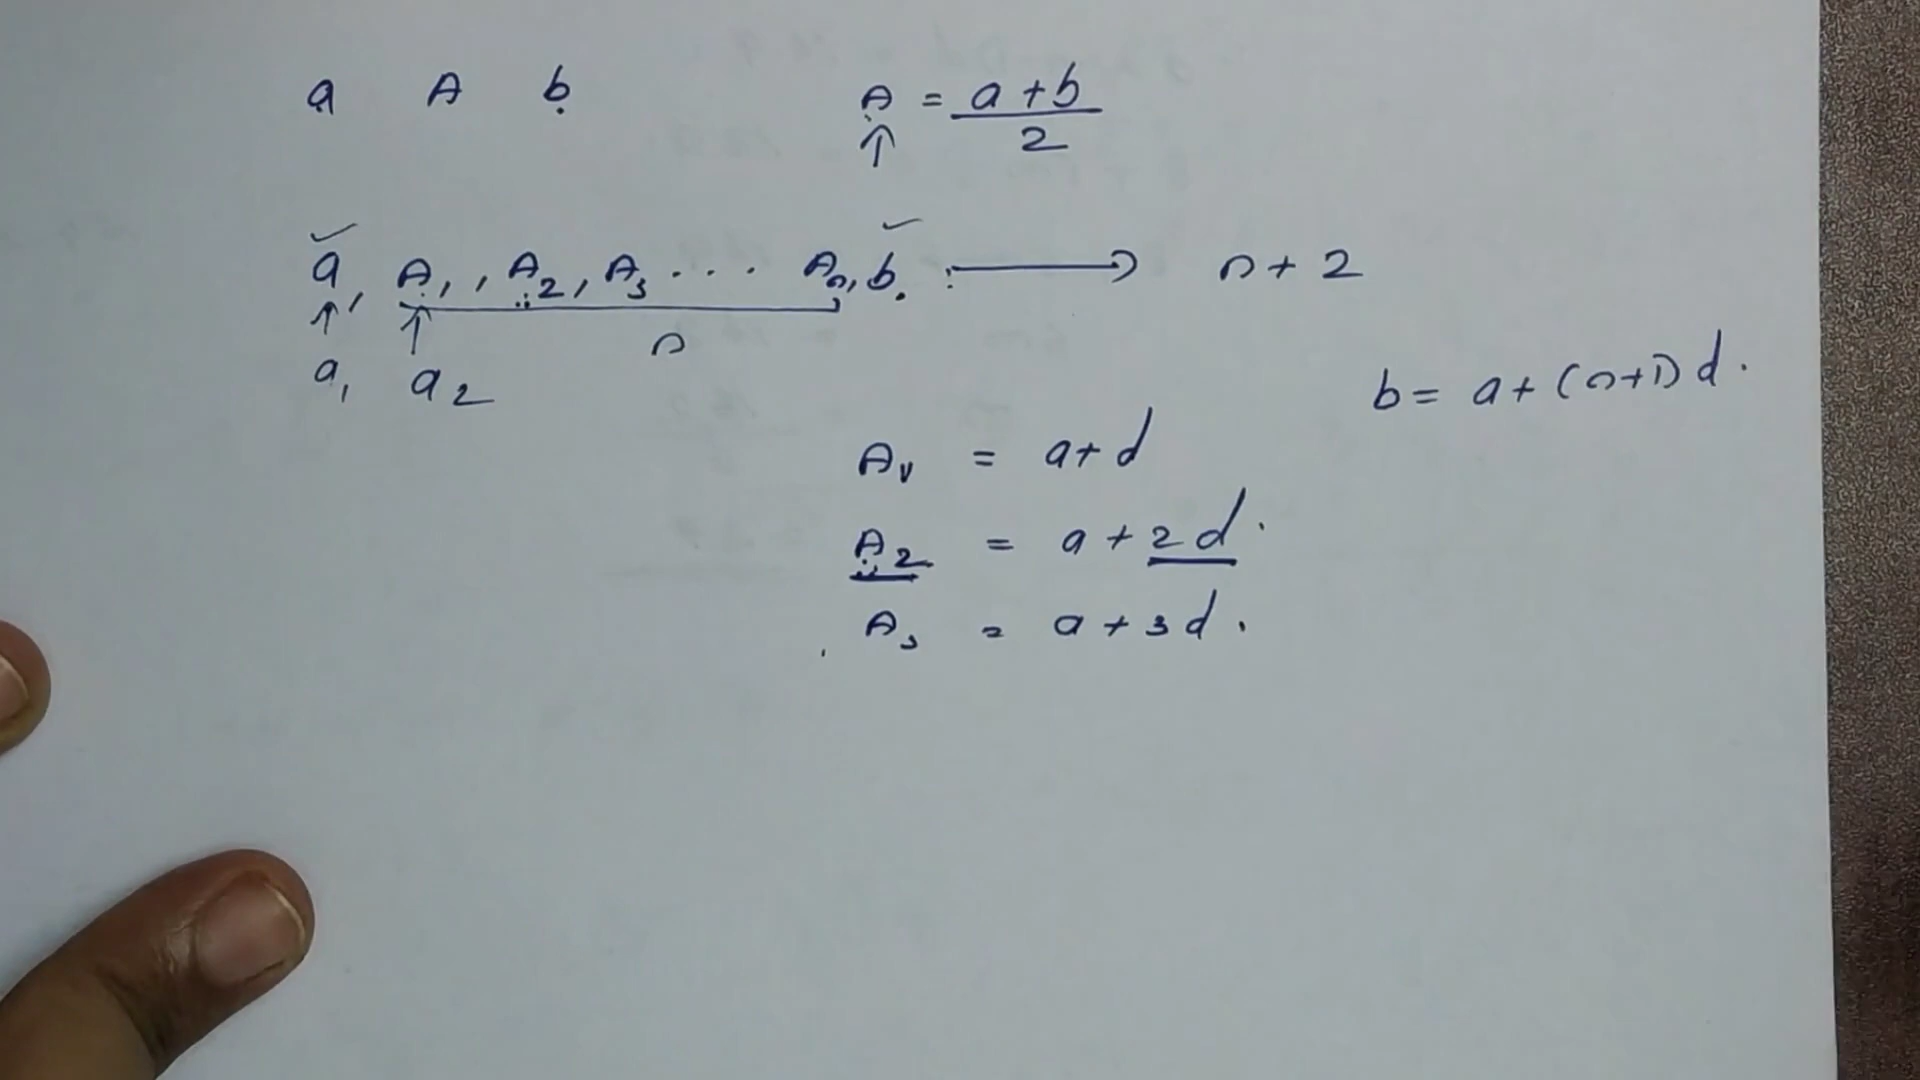 a A b A = a + b / 2
a, A1, A2, A3 . . . An, b. → n + 2
n
a1 a2
b = a + (n+1) d.
A1 = a + d
A2 = a + 2d.
A3 = a + 3d.